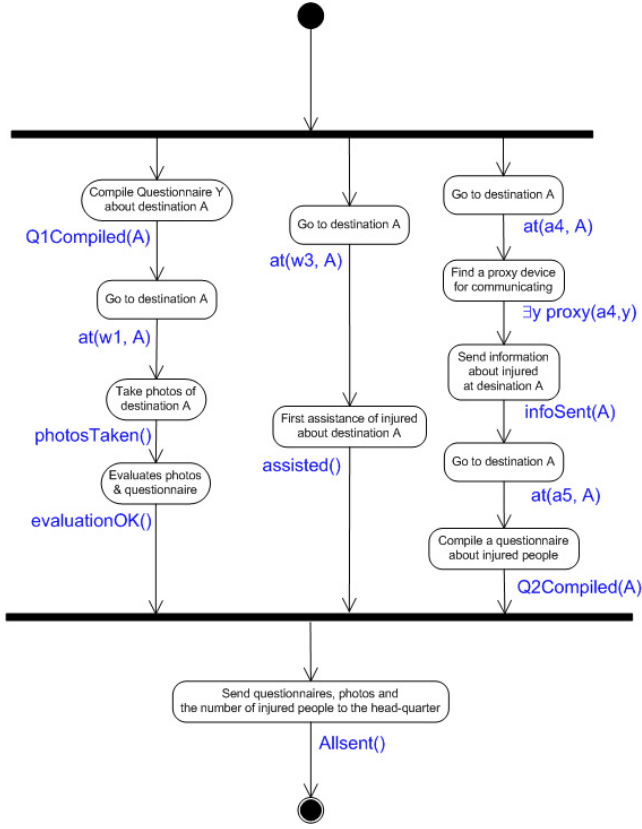 Compile Questionnaire Y
about destination A
Q1Compiled(A)
Go to destination A
at(w1, A)
Take photos of
destination A
photosTaken()
Evaluates photos
& questionnaire
evaluationOK()
Go to destination A
at(w3, A)
First assistance of injured
about destination A
assisted()
Go to destination A
at(a4, A)
Find a proxy device
for communicating
∃y proxy(a4,y)
Send information
about injured
at desination A
infoSent(A)
Go to destination A
at(a5, A)
Compile a questionnaire
about injured people
Q2Compiled(A)
Send questionnaires, photos and
the number of injured people to the head-quarter
Allsent()